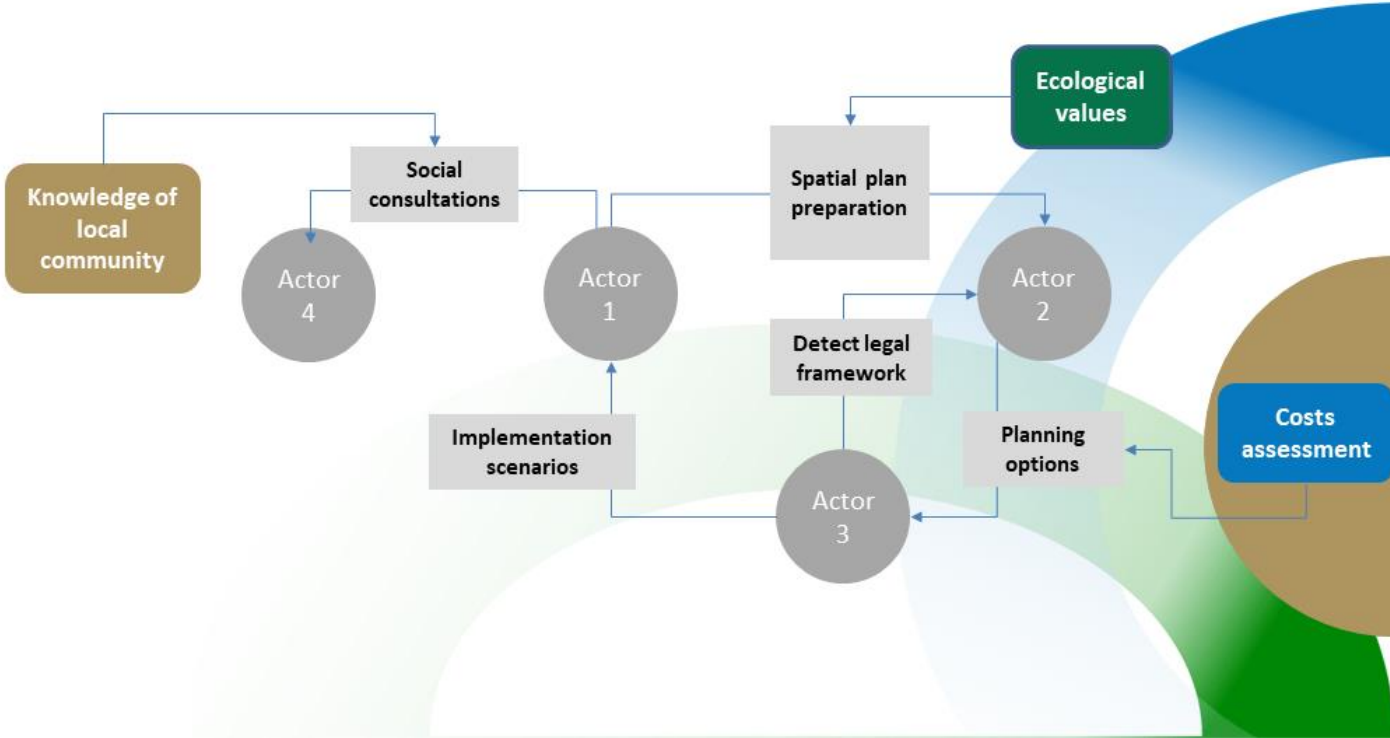 Ecological
values
Social
consultations
Spatial plan
preparation
Knowledge of
local
community
Actor
4
Actor
1
Actor
2
Detect legal
framework
Implementation
scenarios
Planning
options
Costs
assessment
Actor
3